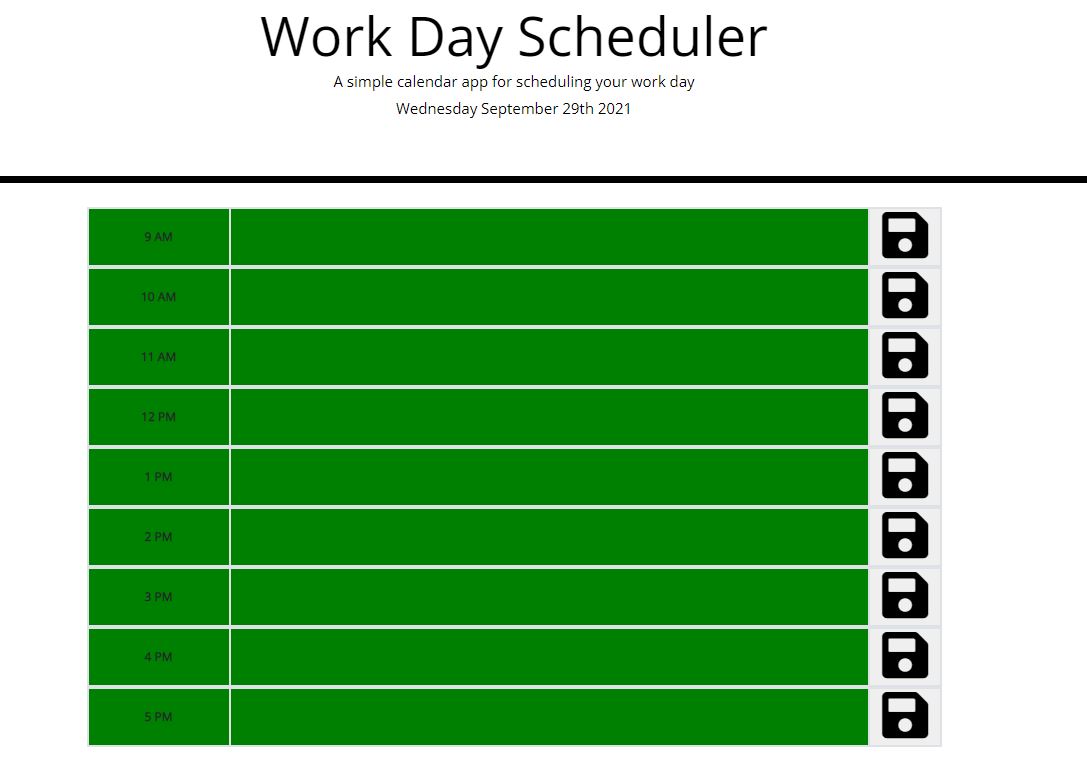 Work Day Scheduler
A simple calendar app for scheduling your work day
Wednesday September 29th 2021
9 AM
10 AM
11 AM
12 PM
1 PM
2 PM
3 PM
4 PM
5 PM